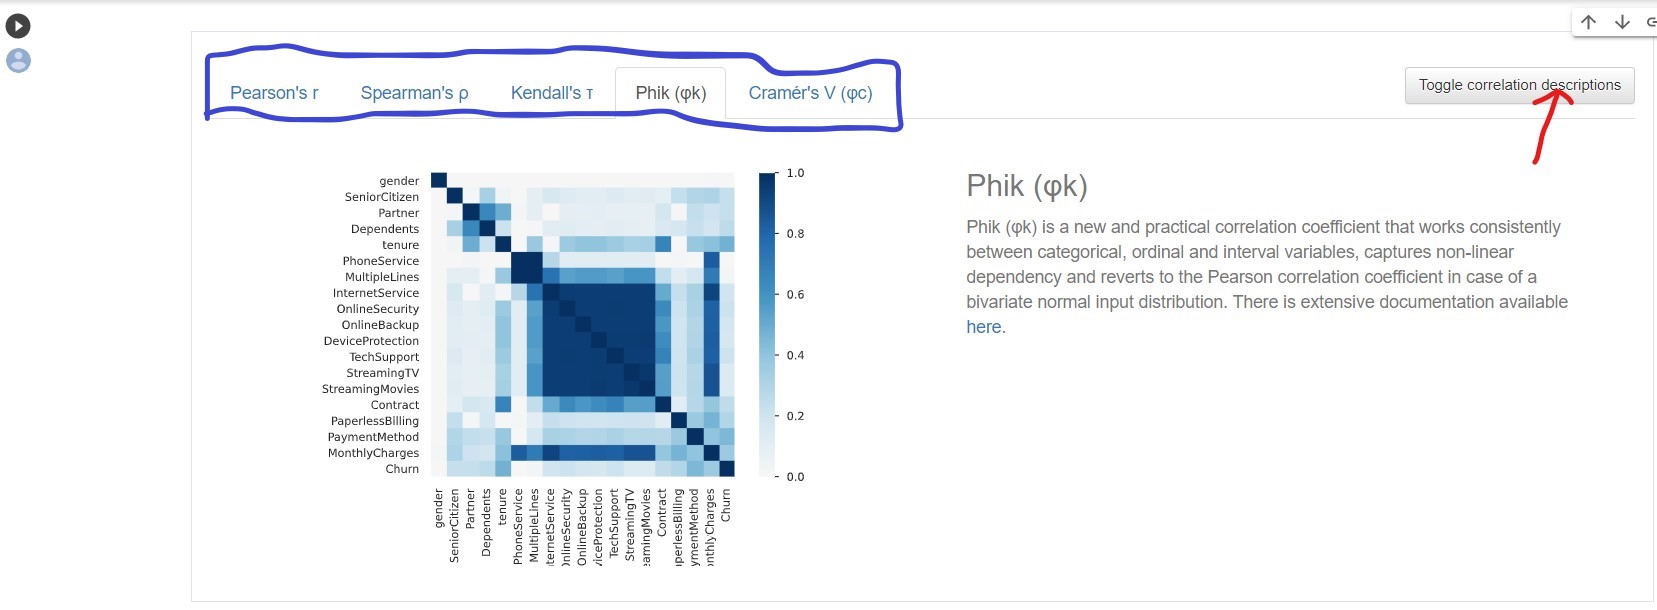 Pearson's r Spearman's ρ Kendall's τ Phik (φk) Cramér's V (φc) Toggle correlation descriptions
Phik (φk)
Phik (φk) is a new and practical correlation coefficient that works consistently
between categorical, ordinal and interval variables, captures non-linear
dependency and reverts to the Pearson correlation coefficient in case of a
bivariate normal input distribution. There is extensive documentation available
here.
gender
SeniorCitizen
Partner
Dependents
tenure
PhoneService
MultipleLines
InternetService
OnlineSecurity
OnlineBackup
DeviceProtection
TechSupport
StreamingTV
StreamingMovies
Contract
PaperlessBilling
PaymentMethod
MonthlyCharges
Churn
1.0
0.8
0.6
0.4
0.2
0.0
gender
SeniorCitizen
Partner
Dependents
tenure
PhoneService
MultipleLines
nternetService
OnlineSecurity
OnlineBackup
viceProtection
TechSupport
StreamingTV
eamingMovies
Contract
perlessBilling
ymentMethod
onthlyCharges
Churn